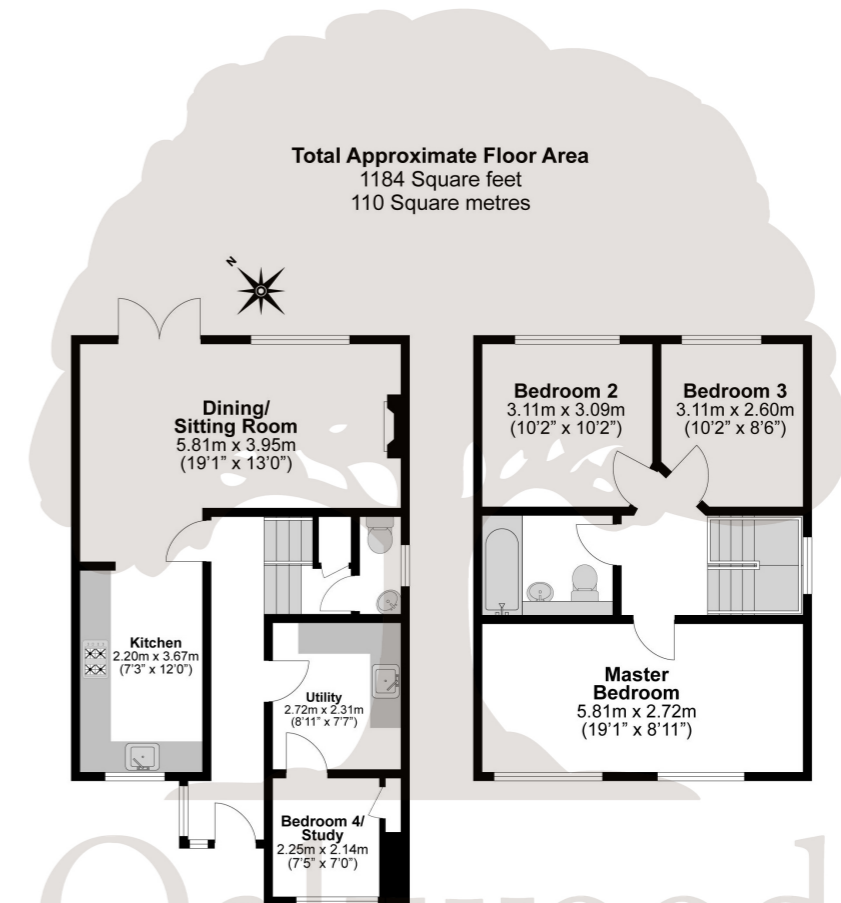 Total Approximate Floor Area
1184 Square feet
110 Square metres
N
Dining/
Sitting Room
5.81m x 3.95m
(19’1” x 13’0”)
Bedroom 2
3.11m x 3.09m
(10’2” x 10’2”)
Bedroom 3
3.11m x 2.60m
(10’2” x 8’6”)
Kitchen
2.20m x 3.67m
(7’3” x 12’0”)
Utility
2.72m x 2.31m
(8’11” x 7’7”)
Master
Bedroom
5.81m x 2.72m
(19’1” x 8’11”)
Bedroom 4/
Study
2.25m x 2.14m
(7’5” x 7’0”)